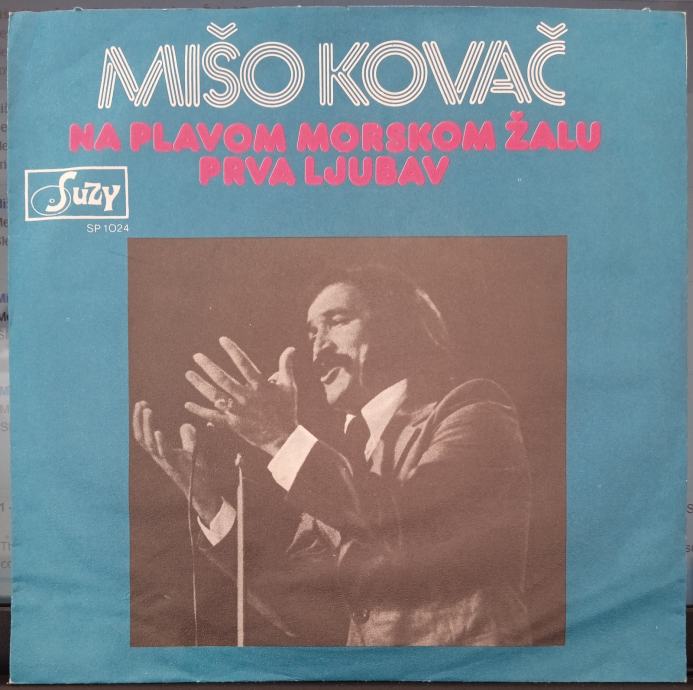 MIŠO KOVAČ
NA PLAVOM MORSKOM ŽALU
PRVA LJUBAV
SUZY
SP 1024